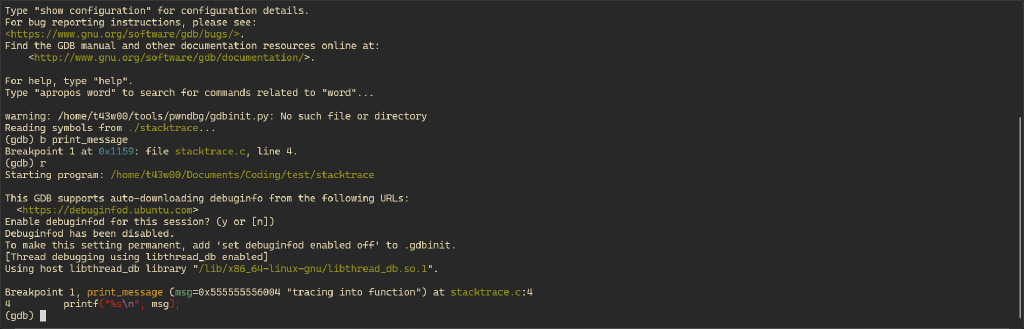 Type "show configuration" for configuration details.
For bug reporting instructions, please see:
<https://www.gnu.org/software/gdb/bugs/>.
Find the GDB manual and other documentation resources online at:
    <http://www.gnu.org/software/gdb/documentation/>.

For help, type "help".
Type "apropos word" to search for commands related to "word"...

warning: /home/t43w00/tools/pwndbg/gdbinit.py: No such file or directory
Reading symbols from ./stacktrace...
(gdb) b print_message
Breakpoint 1 at 0x1159: file stacktrace.c, line 4.
(gdb) r
Starting program: /home/t43w00/Documents/Coding/test/stacktrace

This GDB supports auto-downloading debuginfo from the following URLs:
  <https://debuginfod.ubuntu.com>
Enable debuginfod for this session? (y or [n])
Debuginfod has been disabled.
To make this setting permanent, add 'set debuginfod enabled off' to .gdbinit.
[Thread debugging using libthread_db enabled]
Using host libthread_db library "/lib/x86_64-linux-gnu/libthread_db.so.1".

Breakpoint 1, print_message (msg=0x555555556004 "tracing into function") at stacktrace.c:4
4         printf("%s\n", msg);
(gdb)